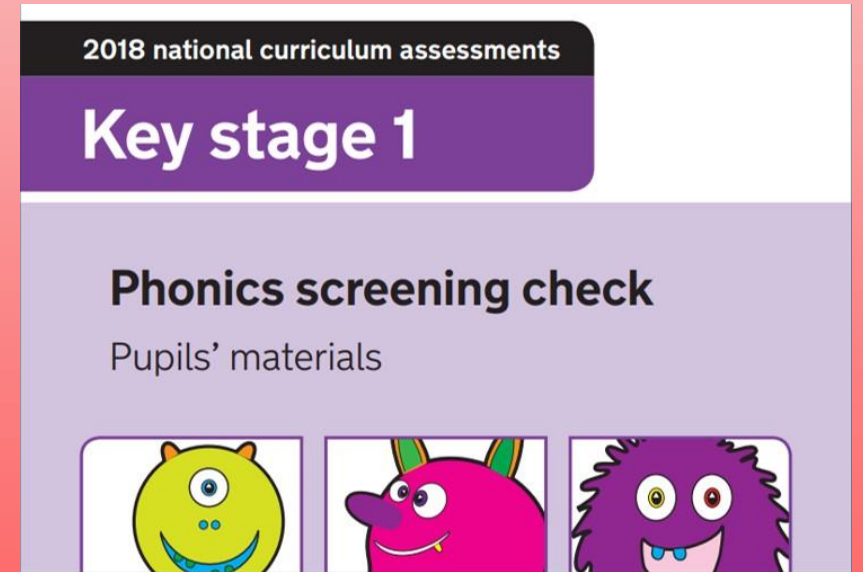 2018 national curriculum assessments
Key stage 1
Phonics screening check
Pupils’ materials